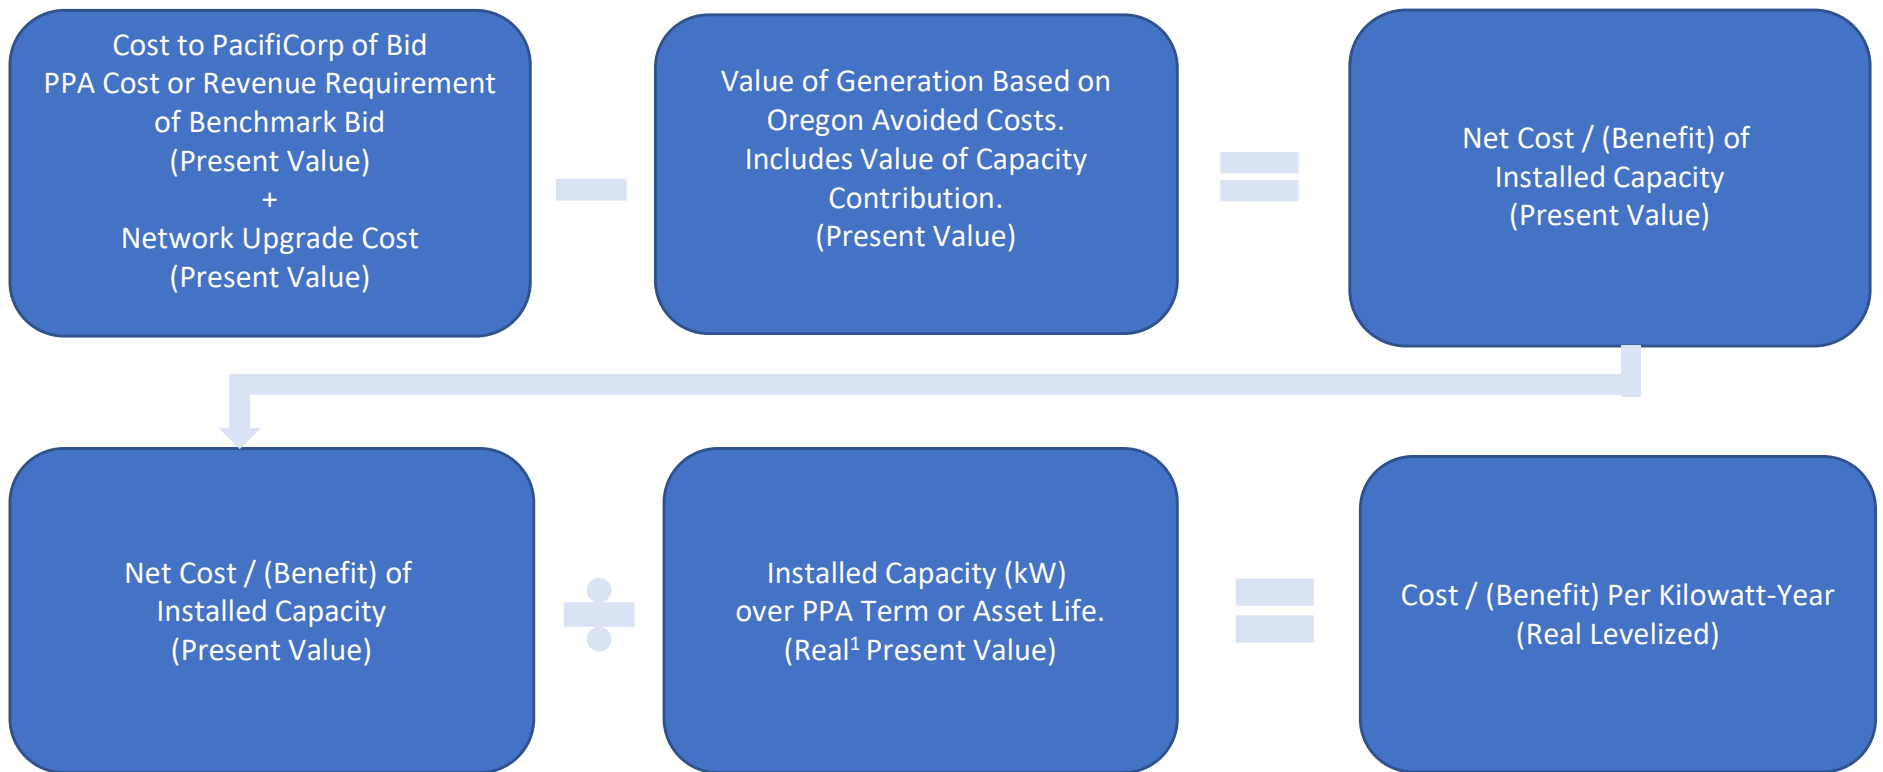 Cost to PacifiCorp of Bid
PPA Cost or Revenue Requirement
of Benchmark Bid
(Present Value)
+
Network Upgrade Cost
(Present Value)
Value of Generation Based on
Oregon Avoided Costs.
Includes Value of Capacity
Contribution.
(Present Value)
Net Cost / (Benefit) of
Installed Capacity
(Present Value)
Net Cost / (Benefit) of
Installed Capacity
(Present Value)
Installed Capacity (kW)
over PPA Term or Asset Life.
(Real¹ Present Value)
Cost / (Benefit) Per Kilowatt-Year
(Real Levelized)